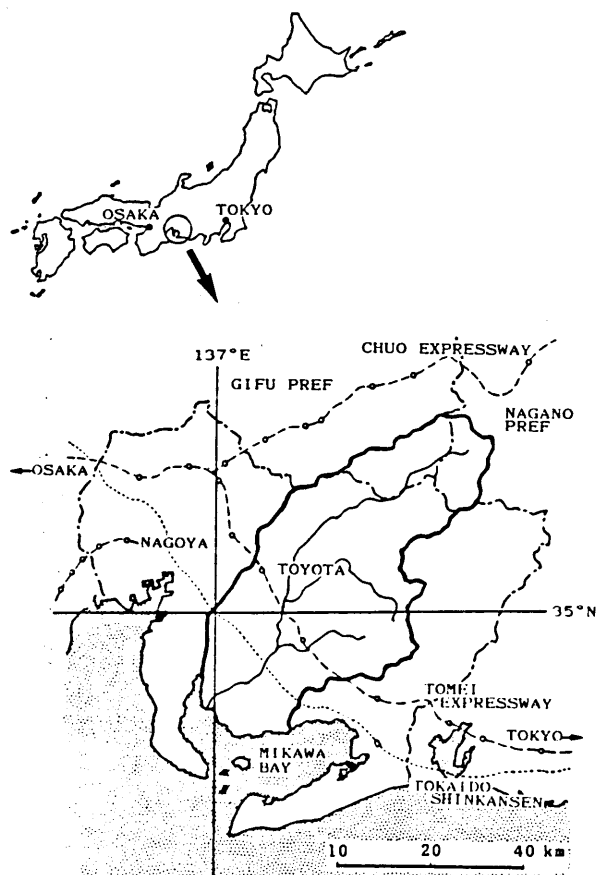 OSAKA
TOKYO
137°E
CHUO EXPRESSWAY
GIFU PREF
NAGANO
PREF
OSAKA
NAGOYA
TOYOTA
35°N
TOMEI
EXPRESSWAY
TOKYO
MIKAWA
BAY
TOKAIDO
SHINKANSEN
10 20 40 km